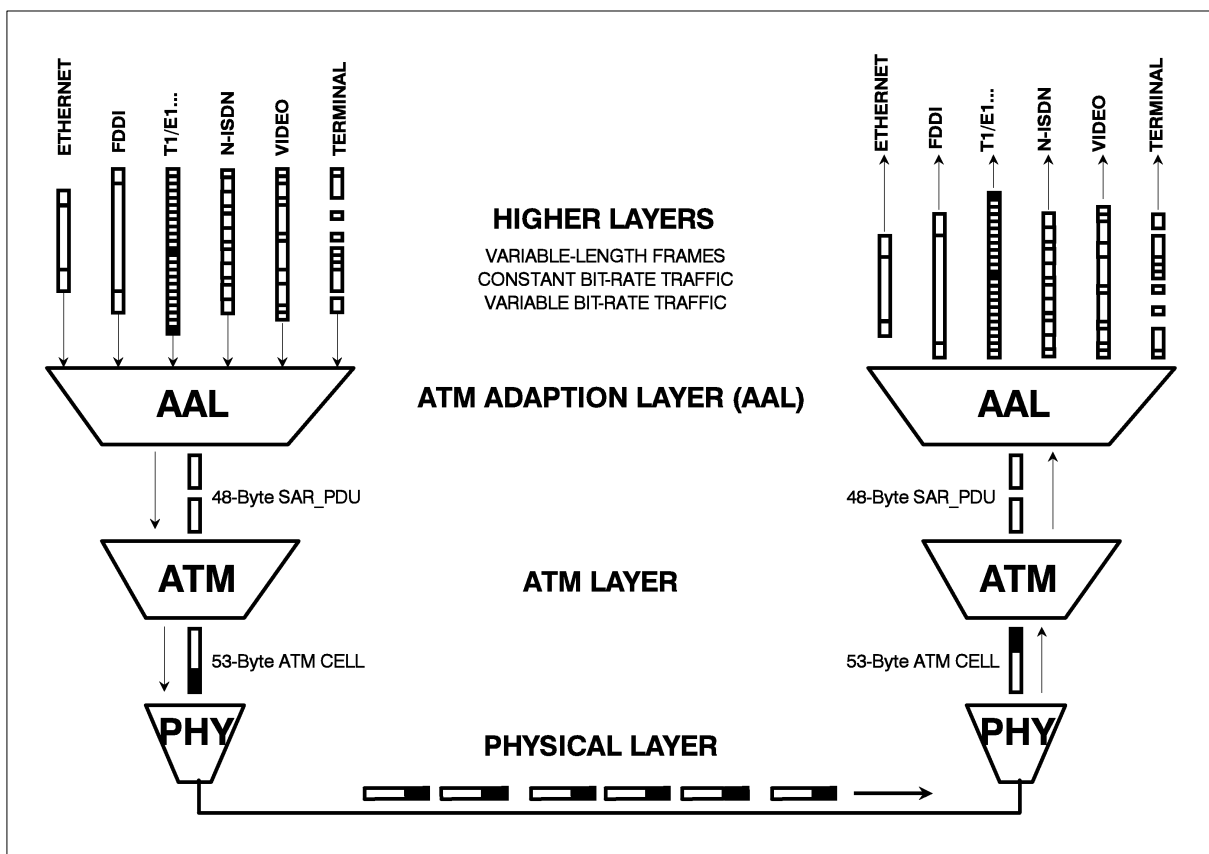 ETHERNET
FDDI
T1/E1...
N-ISDN
VIDEO
TERMINAL
ETHERNET
FDDI
T1/E1...
N-ISDN
VIDEO
TERMINAL
HIGHER LAYERS
VARIABLE-LENGTH FRAMES
CONSTANT BIT-RATE TRAFFIC
VARIABLE BIT-RATE TRAFFIC
AAL
ATM ADAPTION LAYER (AAL)
AAL
48-Byte SAR_PDU
48-Byte SAR_PDU
ATM
ATM LAYER
ATM
53-Byte ATM CELL
53-Byte ATM CELL
PHY
PHYSICAL LAYER
PHY